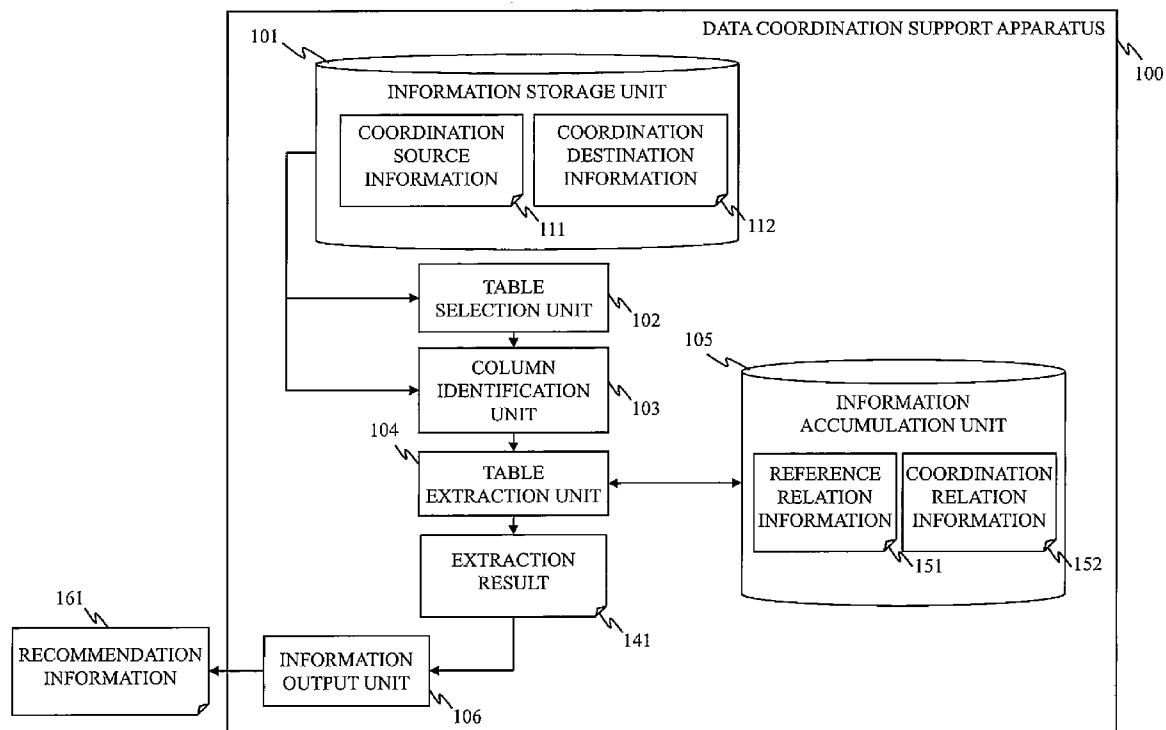 DATA COORDINATION SUPPORT APPARATUS
100
101
INFORMATION STORAGE UNIT
COORDINATION
SOURCE
INFORMATION
111
COORDINATION
DESTINATION
INFORMATION
112
TABLE
SELECTION UNIT
102
COLUMN
IDENTIFICATION
UNIT
103
104
TABLE
EXTRACTION UNIT
105
INFORMATION
ACCUMULATION UNIT
REFERENCE
RELATION
INFORMATION
151
COORDINATION
RELATION
INFORMATION
152
EXTRACTION
RESULT
141
161
RECOMMENDATION
INFORMATION
INFORMATION
OUTPUT UNIT
106